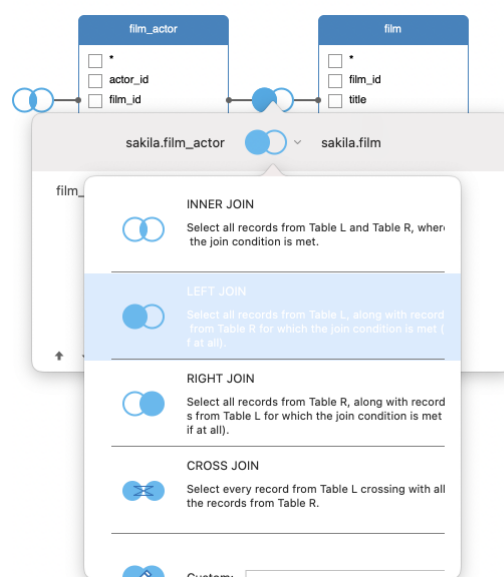 film_actor
film
*
*
actor_id
film_id
film_id
title
sakila.film_actor
sakila.film
film_
INNER JOIN
Select all records from Table L and Table R, where
the join condition is met.
LEFT JOIN
Select all records from Table L, along with record
from Table R for which the join condition is met (
f at all).
RIGHT JOIN
Select all records from Table R, along with record
s from Table L for which the join condition is met
if at all).
CROSS JOIN
Select every record from Table L crossing with all
the records from Table R.
Custom: